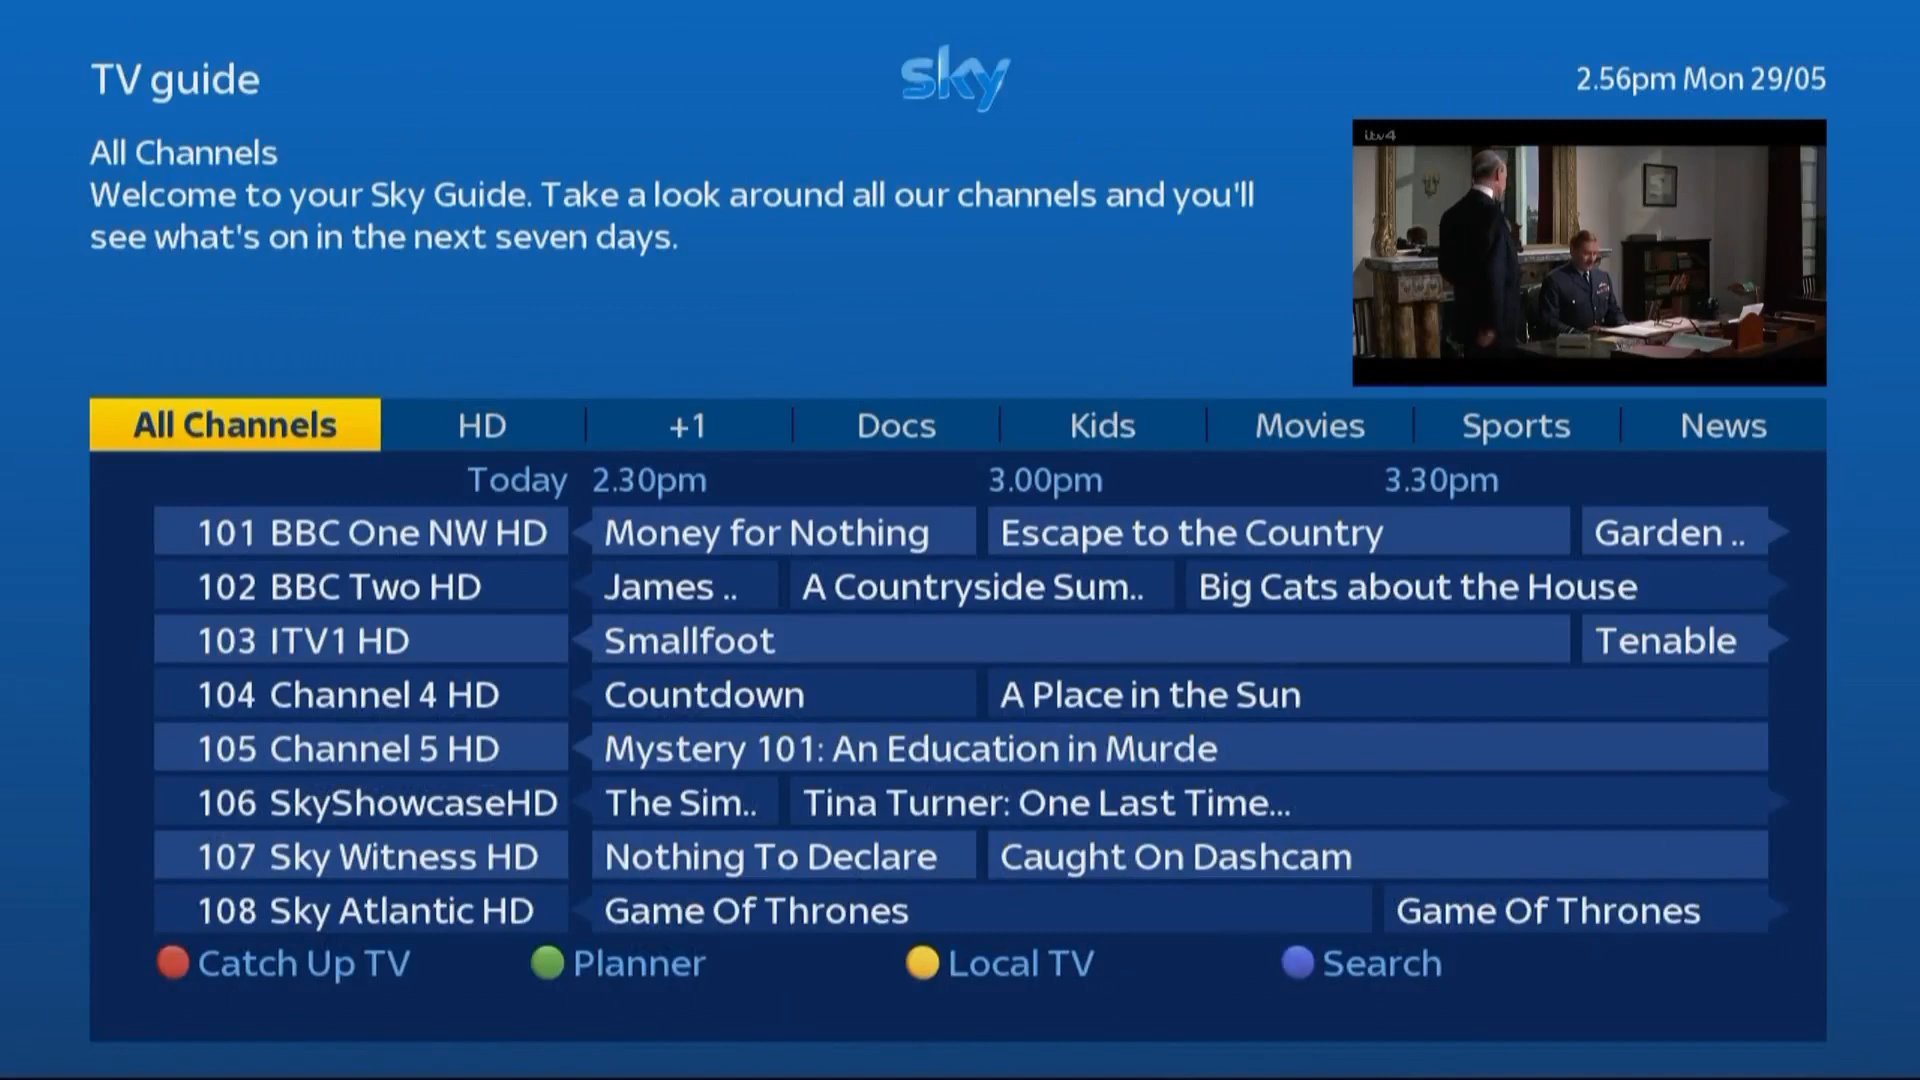 TV guide
sky
2.56pm Mon 29/05
itv4
All Channels
Welcome to your Sky Guide. Take a look around all our channels and you'll
see what's on in the next seven days.
All Channels HD +1 Docs Kids Movies Sports News
Today 2.30pm 3.00pm 3.30pm
101 BBC One NW HD Money for Nothing Escape to the Country Garden ..
102 BBC Two HD James .. A Countryside Sum.. Big Cats about the House
103 ITV1 HD Smallfoot Tenable
104 Channel 4 HD Countdown A Place in the Sun
105 Channel 5 HD Mystery 101: An Education in Murde
106 SkyShowcaseHD The Sim.. Tina Turner: One Last Time...
107 Sky Witness HD Nothing To Declare Caught On Dashcam
108 Sky Atlantic HD Game Of Thrones Game Of Thrones
Catch Up TV Planner Local TV Search